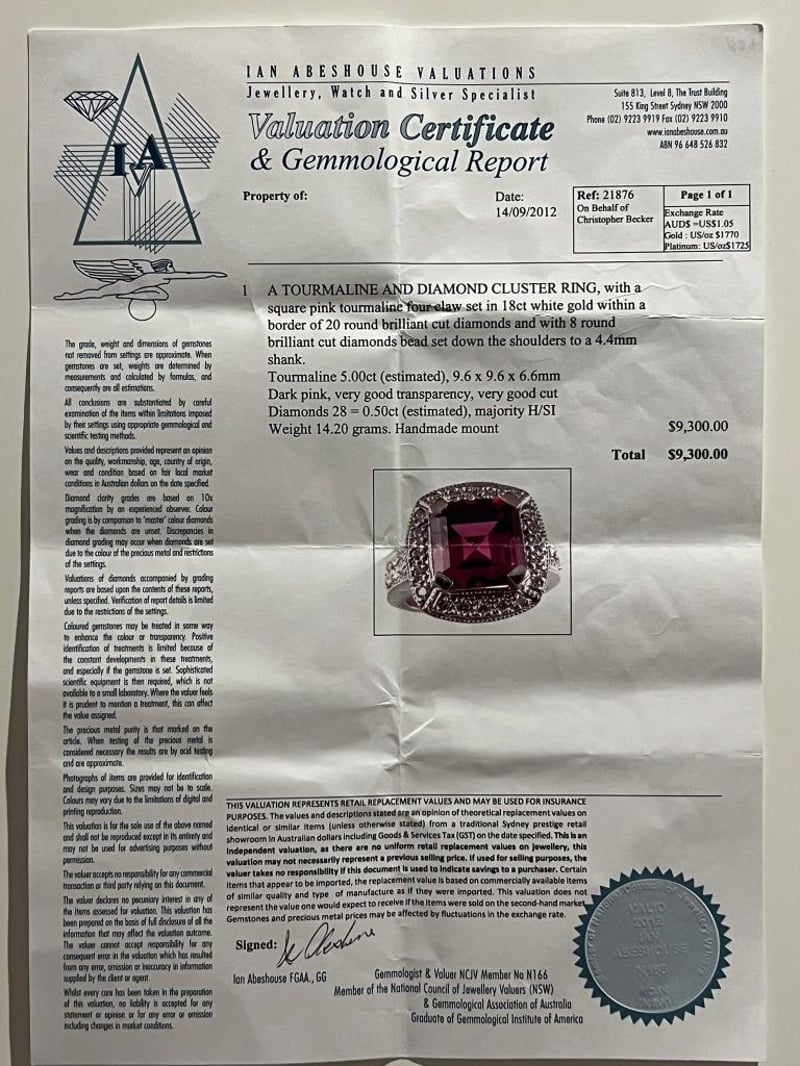 IAN ABESHOUSE VALUATIONS
Jewellery, Watch and Silver Specialist
Valuation Certificate
& Gemmological Report
IVA
Suite 813, Level 8, The Trust Building
155 King Street Sydney NSW 2000
Phone (02) 9223 9919 Fax (02) 9223 9910
www.ianabeshouse.com.au
ABN 96 648 526 832
Property of:
Date:
14/09/2012
Ref: 21876
On Behalf of
Christopher Becker
Page 1 of 1
Exchange Rate
AUD$ =US$1.05
Gold : US/oz $1770
Platinum: US/oz$1725
1 A TOURMALINE AND DIAMOND CLUSTER RING, with a
square pink tourmaline four claw set in 18ct white gold within a
border of 20 round brilliant cut diamonds and with 8 round
brilliant cut diamonds bead set down the shoulders to a 4.4mm
shank.
Tourmaline 5.00ct (estimated), 9.6 x 9.6 x 6.6mm
Dark pink, very good transparency, very good cut
Diamonds 28 = 0.50ct (estimated), majority H/SI
Weight 14.20 grams. Handmade mount $9,300.00
Total $9,300.00
The grade, weight and dimensions of gemstones
not removed from settings are approximate. When
gemstones are set, weights are determined by
measurements and calculated by formulas, and
consequently are all estimations.
All conclusions are substantiated by careful
examination of the items within limitations imposed
by their settings using appropriate gemmological and
scientific testing methods.
Values and descriptions provided represent an opinion
on the quality, workmanship, age, country of origin,
wear and condition based on fair local market
conditions in Australian dollars on the date specified.
Diamond clarity grades are based on 10x
magnification by an experienced observer. Colour
grading is by comparison to 'master' colour diamonds
when the diamonds are unset. Discrepancies in
diamond grading may occur when diamonds are set
due to the colour of the precious metal and restrictions
of the settings.
Valuations of diamonds accompanied by grading
reports are based upon the contents of these reports,
unless specified. Verification of report details is limited
due to the restrictions of the settings.
Coloured gemstones may be treated in some way
to enhance the colour or transparency. Positive
identification of treatments is limited because of
the constant developments in these treatments,
and especially if the gemstone is set. Sophisticated
scientific equipment is then required, which is not
available to a small laboratory. Where the valuer feels
it is prudent to mention a treatment, this can affect
the value assigned.
The precious metal purity is that marked on the
article. When testing of the precious metal is
considered necessary the results are by acid testing
and are approximate.
Photographs of items are provided for identification
and design purposes. Sizes may not be to scale.
Colours may vary due to the limitations of digital and
printing reproduction.
This valuation is for the sole use of the above named
and shall not be reproduced except in its entirety and
may not be used for advertising purposes without
permission.
The valuer accepts no responsibility for any commercial
transaction or third party relying on this document.
The valuer declares no pecuniary interest in any of
the items assessed for valuation. This valuation has
been prepared on the basis of full disclosure of all the
information that may affect the valuation outcome.
The valuer cannot accept responsibility for any
consequent error in the valuation which has resulted
from any error, omission or inaccuracy in information
supplied by the client or agent.
Whilst every care has been taken in the preparation
of this valuation, no liability is accepted for any
statement or opinion or for any error or omission
including changes in market conditions.
THIS VALUATION REPRESENTS RETAIL REPLACEMENT VALUES AND MAY BE USED FOR INSURANCE
PURPOSES. The values and descriptions stated are an opinion of theoretical replacement values on
identical or similar items (unless otherwise stated) from a traditional Sydney prestige retail
showroom in Australian dollars including Goods & Services Tax (GST) on the date specified. This is an
independent valuation, as there are no uniform retail replacement values on jewellery, this
valuation may not necessarily represent a previous selling price. If used for selling purposes, the
valuer takes no responsibility if this document is used to indicate savings to a purchaser. Certain
items that appear to be imported, the replacement value is based on commercially available items
of similar quality and type of manufacture as if they were imported. This valuation does not
represent the value one would expect to receive if the items were sold on the second-hand market.
Gemstones and precious metal prices may be affected by fluctuations in the exchange rate.
Signed:
Ian Abeshouse FGAA., GG
Gemmologist & Valuer NCJV Member No N166
Member of the National Council of Jewellery Valuers (NSW)
& Gemmological Association of Australia
Graduate of Gemmological Institute of America
IAN
ABESHOUSE
NCJV
(NSW)